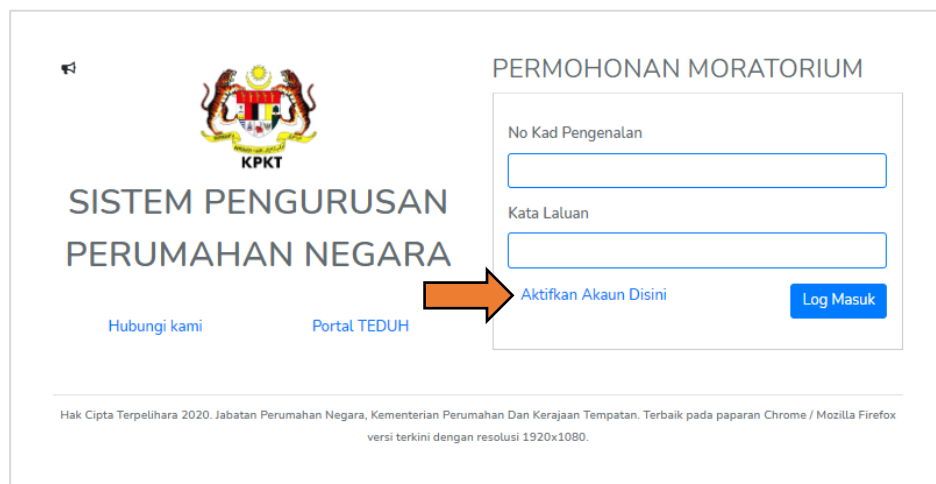 KPKT
SISTEM PENGURUSAN
PERUMAHAN NEGARA
Hubungi kami
Portal TEDUH
PERMOHONAN MORATORIUM
No Kad Pengenalan
Kata Laluan
Aktifkan Akaun Disini
Log Masuk
Hak Cipta Terpelihara 2020. Jabatan Perumahan Negara, Kementerian Perumahan Dan Kerajaan Tempatan. Terbaik pada paparan Chrome / Mozilla Firefox
versi terkini dengan resolusi 1920x1080.